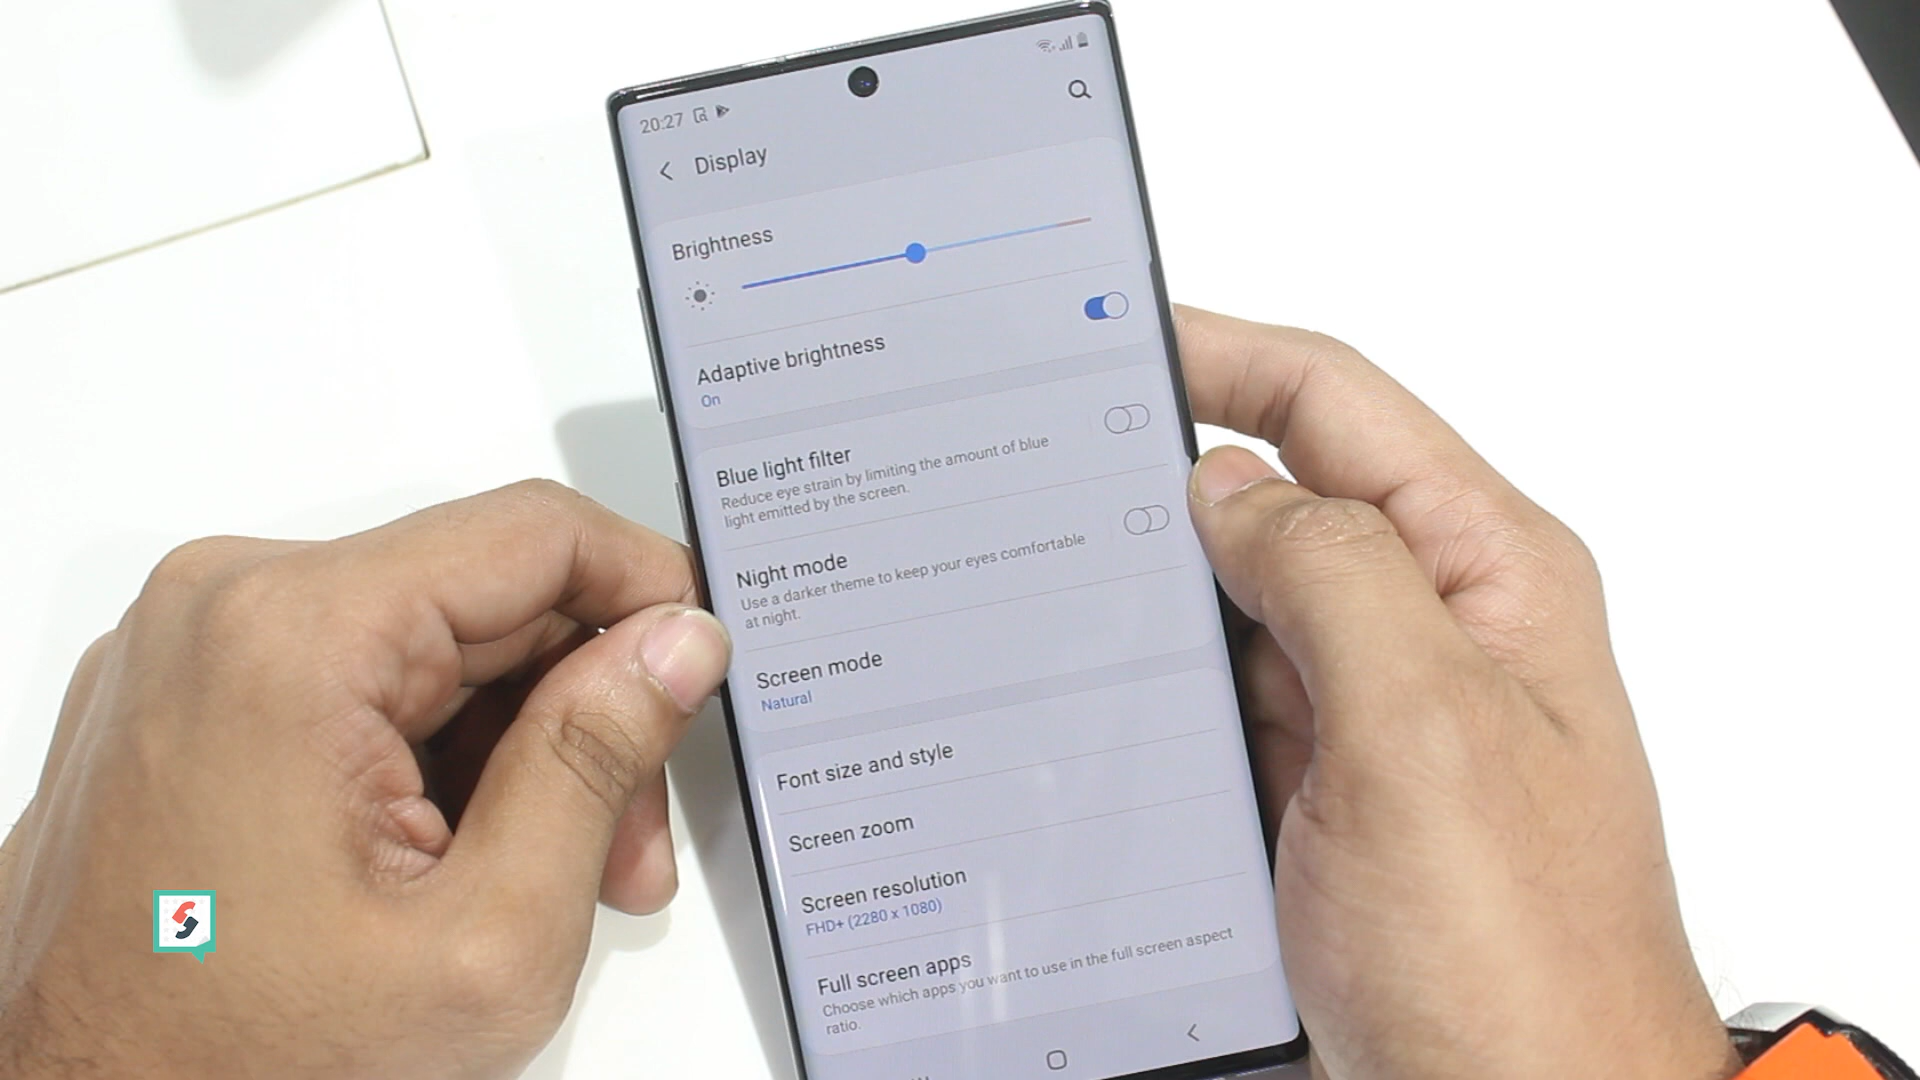 20:27
Display
Brightness
Adaptive brightness
On
Blue light filter
Reduce eye strain by limiting the amount of blue
light emitted by the screen.
Night mode
Use a darker theme to keep your eyes comfortable
at night.
Screen mode
Natural
Font size and style
Screen zoom
Screen resolution
FHD+ (2280 x 1080)
Full screen apps
Choose which apps you want to use in the full screen aspect
ratio.